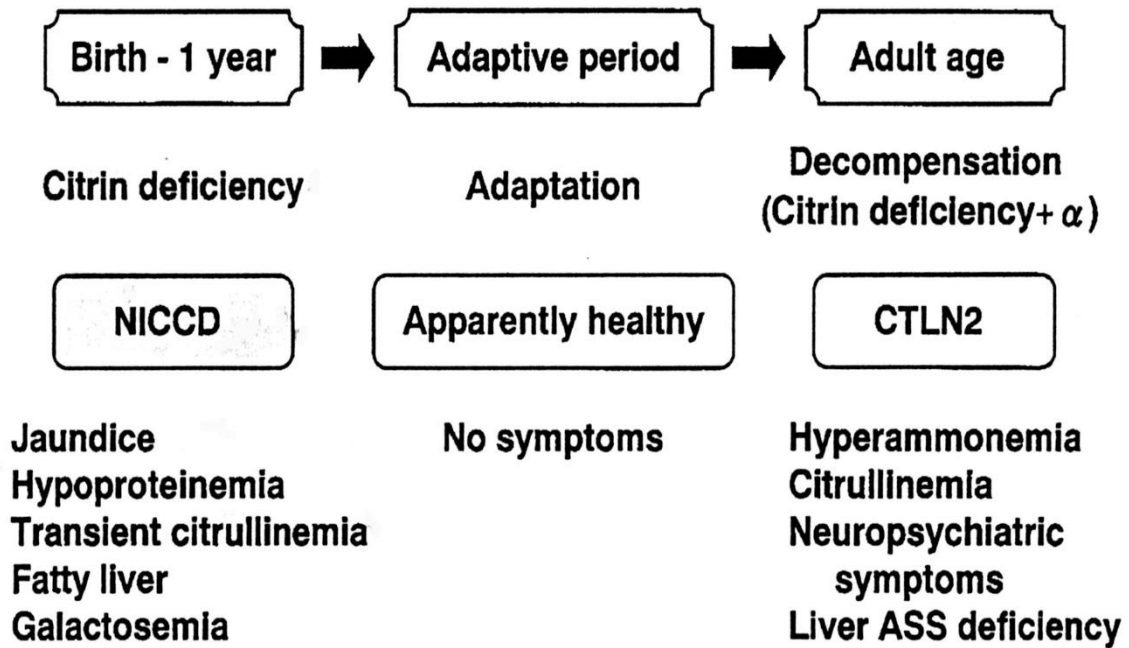 Birth - 1 year
Adaptive period
Adult age
Citrin deficiency
Adaptation
Decompensation
(Citrin deficiency+ α)
NICCD
Apparently healthy
CTLN2
Jaundice
Hypoproteinemia
Transient citrullinemia
Fatty liver
Galactosemia
No symptoms
Hyperammonemia
Citrullinemia
Neuropsychiatric
symptoms
Liver ASS deficiency